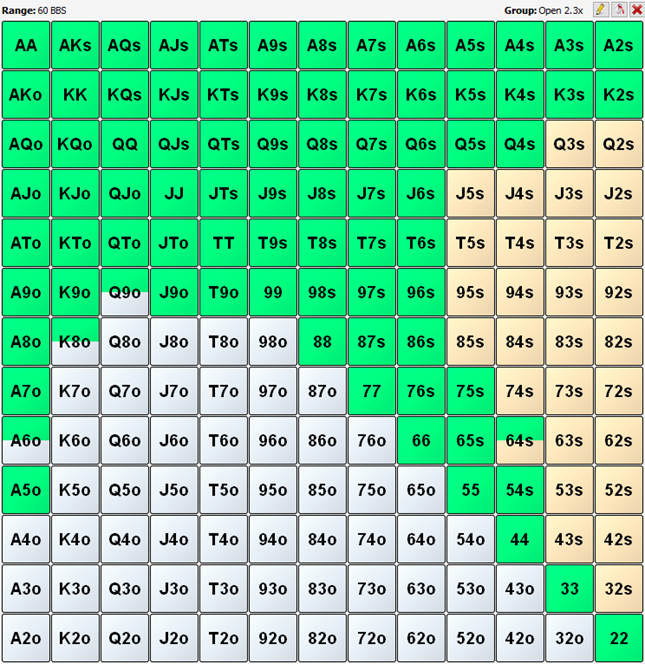 Range: 60 BBS Group: Open 2.3x
AA AKs AQs AJs ATs A9s A8s A7s A6s A5s A4s A3s A2s
AKo KK KQs KJs KTs K9s K8s K7s K6s K5s K4s K3s K2s
AQo KQo QQ QJs QTs Q9s Q8s Q7s Q6s Q5s Q4s Q3s Q2s
AJo KJo QJo JJ JTs J9s J8s J7s J6s J5s J4s J3s J2s
ATo KTo QTo JTo TT T9s T8s T7s T6s T5s T4s T3s T2s
A9o K9o Q9o J9o T9o 99 98s 97s 96s 95s 94s 93s 92s
A8o K8o Q8o J8o T8o 98o 88 87s 86s 85s 84s 83s 82s
A7o K7o Q7o J7o T7o 97o 87o 77 76s 75s 74s 73s 72s
A6o K6o Q6o J6o T6o 96o 86o 76o 66 65s 64s 63s 62s
A5o K5o Q5o J5o T5o 95o 85o 75o 65o 55 54s 53s 52s
A4o K4o Q4o J4o T4o 94o 84o 74o 64o 54o 44 43s 42s
A3o K3o Q3o J3o T3o 93o 83o 73o 63o 53o 43o 33 32s
A2o K2o Q2o J2o T2o 92o 82o 72o 62o 52o 42o 32o 22